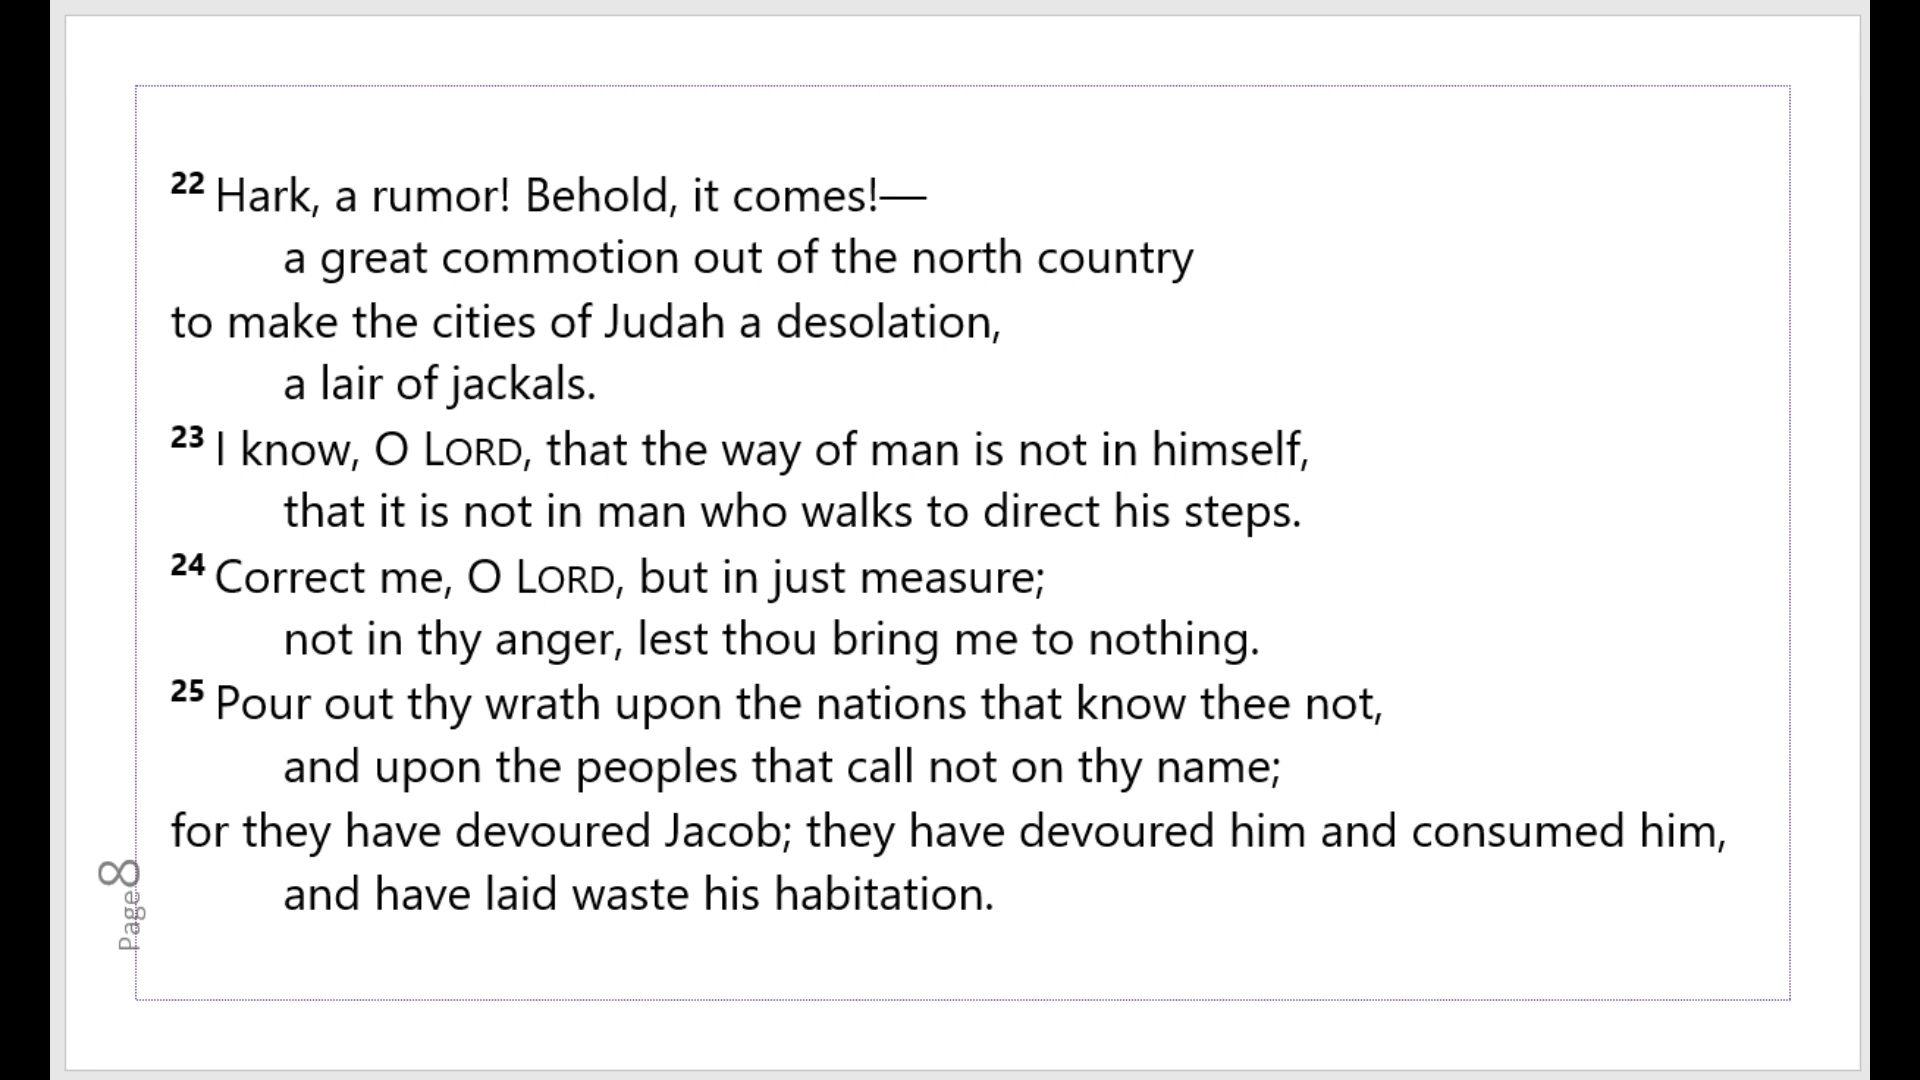 22 Hark, a rumor! Behold, it comes!—
a great commotion out of the north country
to make the cities of Judah a desolation,
a lair of jackals.
23 I know, O LORD, that the way of man is not in himself,
that it is not in man who walks to direct his steps.
24 Correct me, O LORD, but in just measure;
not in thy anger, lest thou bring me to nothing.
25 Pour out thy wrath upon the nations that know thee not,
and upon the peoples that call not on thy name;
for they have devoured Jacob; they have devoured him and consumed him,
and have laid waste his habitation.
Page 8